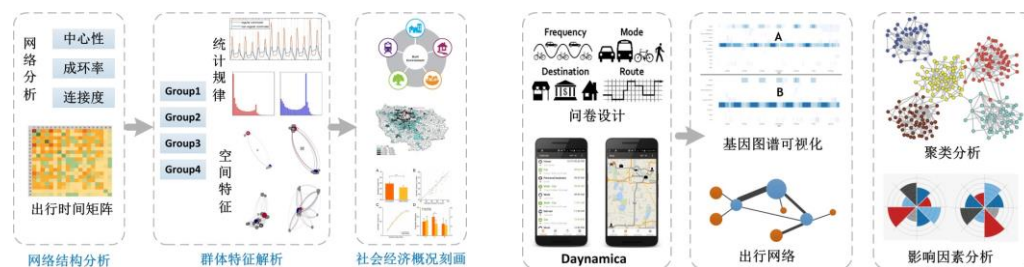 网络分析
中心性
成环率
连接度
出行时间矩阵
网络结构分析
Group1
Group2
Group3
Group4
统计规律
空间特征
群体特征解析
社会经济概况刻画
Frequency
Mode
Destination
Route
问卷设计
Daynamica
A
B
基因图谱可视化
出行网络
聚类分析
影响因素分析